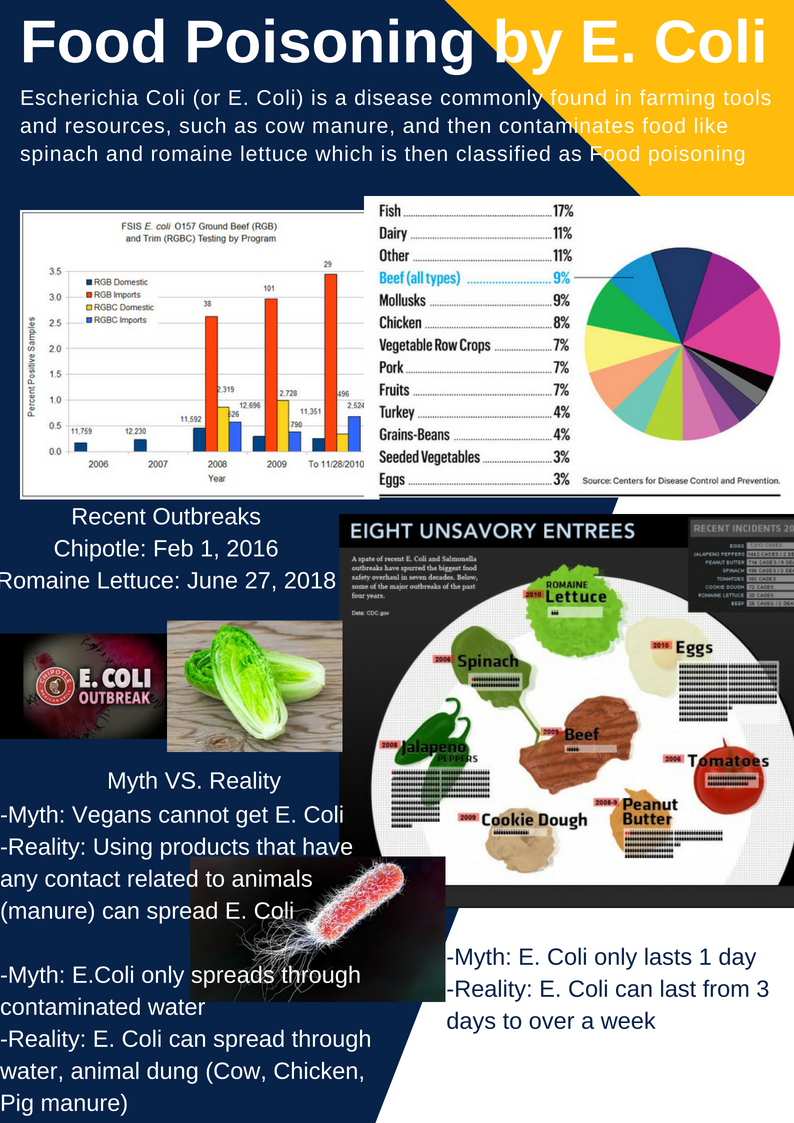 Food Poisoning by E. Coli
Escherichia Coli (or E. Coli) is a disease commonly found in farming tools
and resources, such as cow manure, and then contaminates food like
spinach and romaine lettuce which is then classified as Food poisoning
FSIS E. coli O157 Ground Beef (RGB)
and Trim (RGBC) Testing by Program
Percent Positive Samples
3.5
3.0
2.5
2.0
1.5
1.0
0.5
0.0
RGB Domestic
RGB Imports
RGBC Domestic
RGBC Imports
11,759
12,230
11,592
38
2,319
626
12,696
101
2,728
790
11,351
29
496
2,524
2006
2007
2008
2009
To 11/28/2010
Year
Fish 17%
Dairy 11%
Other 11%
Beef (all types) 9%
Mollusks 9%
Chicken 8%
Vegetable Row Crops 7%
Pork 7%
Fruits 7%
Turkey 4%
Grains-Beans 4%
Seeded Vegetables 3%
Eggs 3%
Source: Centers for Disease Control and Prevention.
Recent Outbreaks
Chipotle: Feb 1, 2016
Romaine Lettuce: June 27, 2018
CHIPOTLE
E. COLI
OUTBREAK
EIGHT UNSAVORY ENTREES
A spate of recent E. Coli and Salmonella
outbreaks have spurred the biggest food
safety overhaul in seven decades. Below,
some of the major outbreaks of the past
four years.
Data: CDC.gov
RECENT INCIDENTS 20
EGGS
JALAPENO PEPPERS
PEANUT BUTTER
SPINACH
TOMATOES
COOKIE DOUGH
ROMAINE LETTUCE
BEEF
2010
ROMAINE
Lettuce
2006
Spinach
2010
Eggs
2008
Jalapeno
PEPPERS
2009
Beef
2006
Tomatoes
2009
Cookie Dough
2008-9
Peanut
Butter
Myth VS. Reality
-Myth: Vegans cannot get E. Coli
-Reality: Using products that have
any contact related to animals
(manure) can spread E. Coli
-Myth: E.Coli only spreads through
contaminated water
-Reality: E. Coli can spread through
water, animal dung (Cow, Chicken,
Pig manure)
-Myth: E. Coli only lasts 1 day
-Reality: E. Coli can last from 3
days to over a week